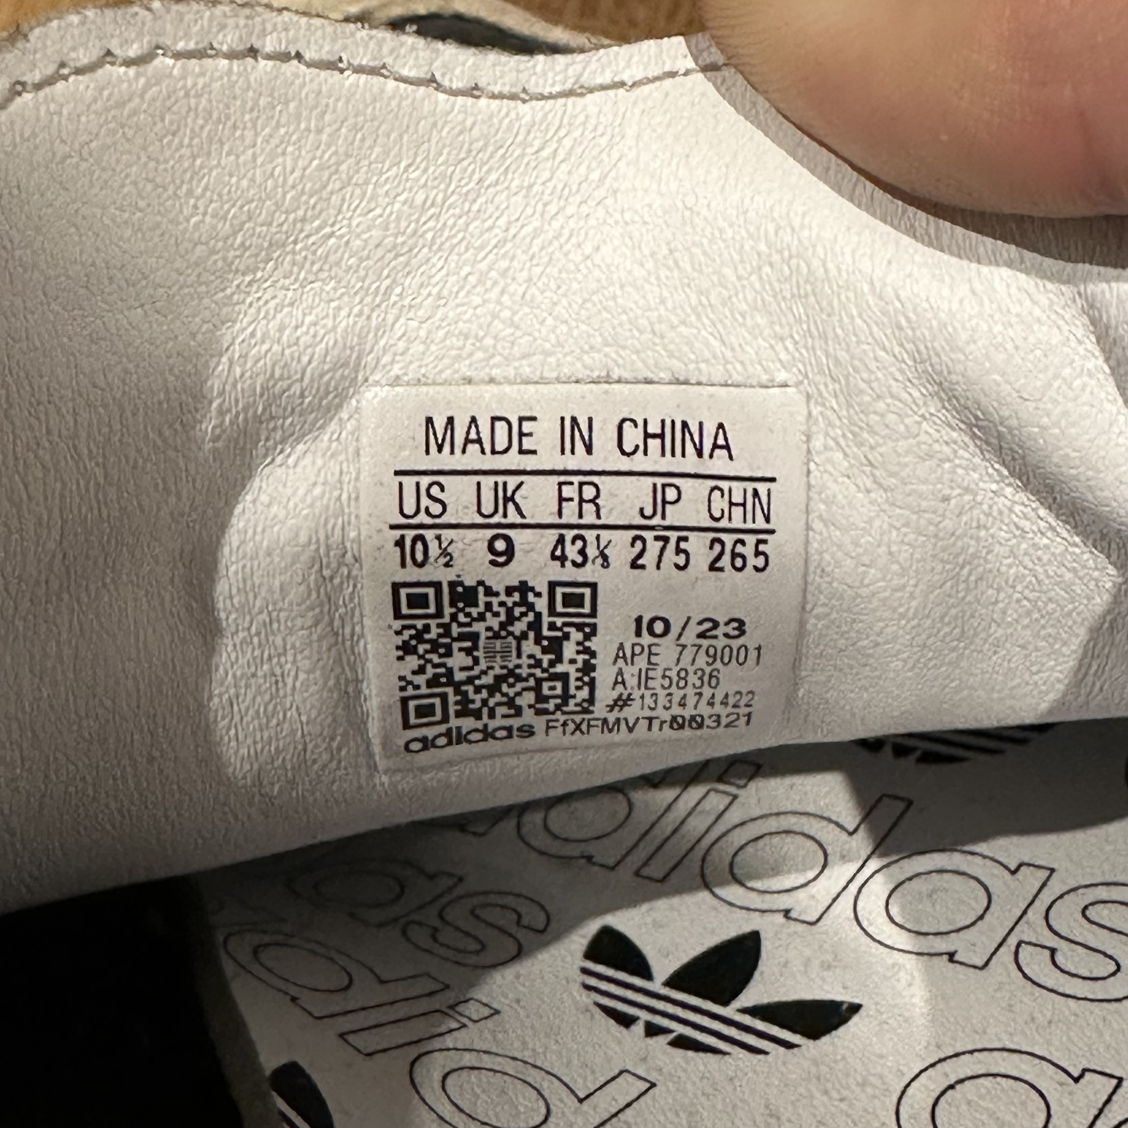 MADE IN CHINA
US UK FR JP CHN
10½ 9 43⅓ 275 265
10/23
APE 779001
A:IE5836
#133474422
adidas FfXFMVTr00321
adidas
adidas
adidas